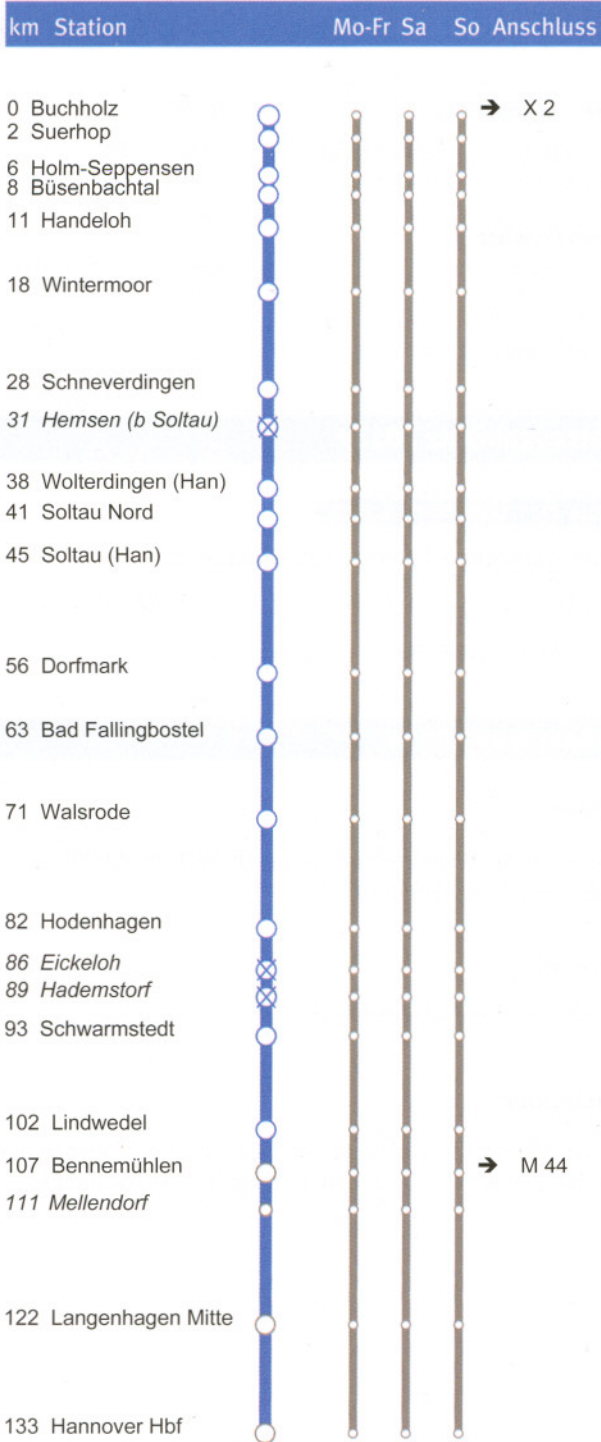 km Station Mo-Fr Sa So Anschluss
0 Buchholz ➔ X 2
2 Suerhop
6 Holm-Seppensen
8 Büsenbachtal
11 Handeloh
18 Wintermoor
28 Schneverdingen
31 Hemsen (b Soltau)
38 Wolterdingen (Han)
41 Soltau Nord
45 Soltau (Han)
56 Dorfmark
63 Bad Fallingbostel
71 Walsrode
82 Hodenhagen
86 Eickeloh
89 Hademstorf
93 Schwarmstedt
102 Lindwedel
107 Bennemühlen ➔ M 44
111 Mellendorf
122 Langenhagen Mitte
133 Hannover Hbf